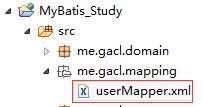 MyBatis_Study
src
me.gacl.domain
me.gacl.mapping
userMapper.xml